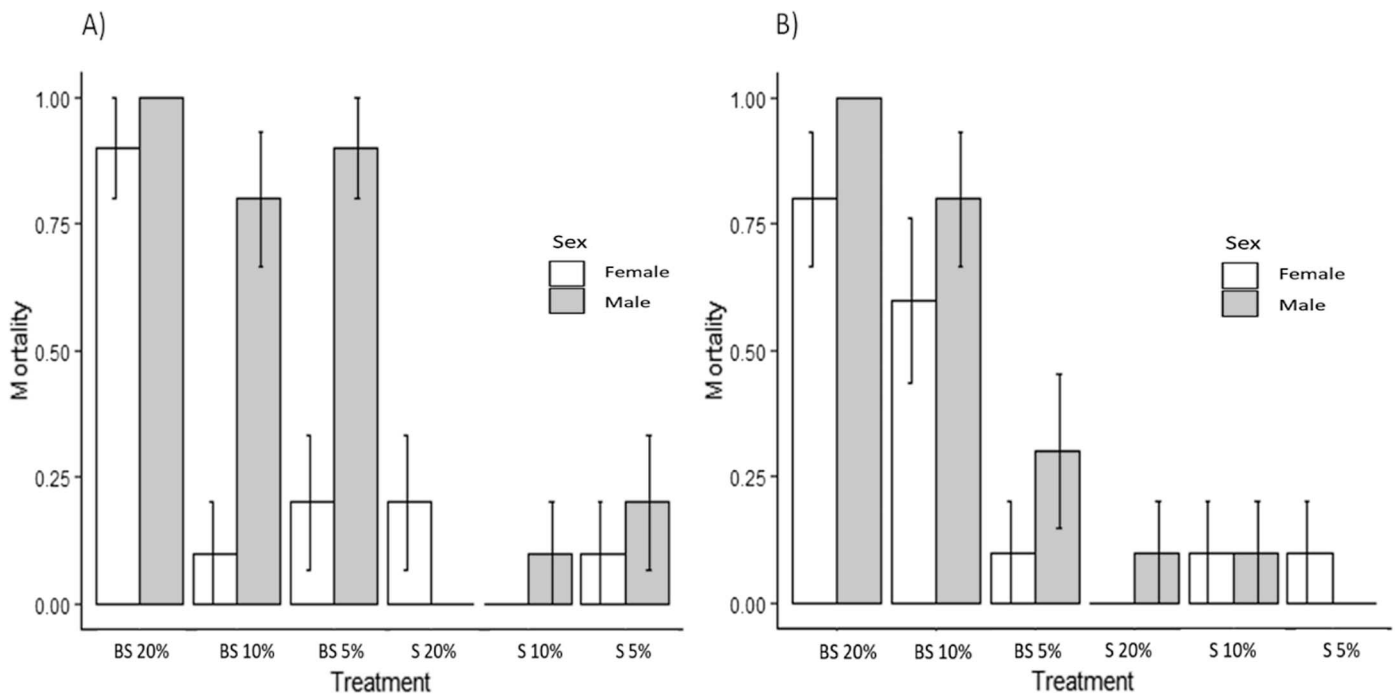 A)
Mortality
1.00
0.75
0.50
0.25
0.00
Sex
Female
Male
BS 20% BS 10% BS 5% S 20% S 10% S 5%
Treatment
B)
Mortality
1.00
0.75
0.50
0.25
0.00
Sex
Female
Male
BS 20% BS 10% BS 5% S 20% S 10% S 5%
Treatment